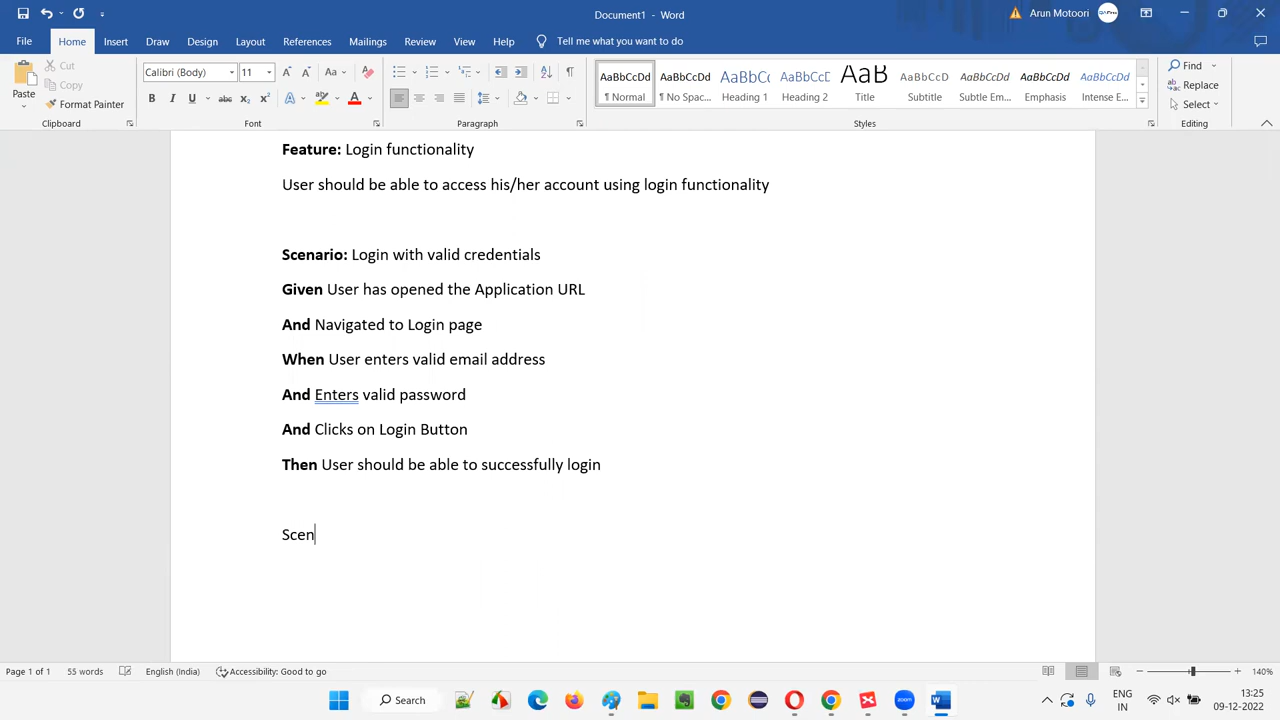 Document1 - Word
Arun Motoori
File Home Insert Draw Design Layout References Mailings Review View Help Tell me what you want to do
Paste
Cut
Copy
Format Painter
Clipboard
Calibri (Body) 11
Font
Paragraph
AaBbCcDd AaBbCcDd AaBbCc AaBbCcE AaB AaBbCcDd AaBbCcDd AaBbCcDd AaBbCcDd
¶ Normal ¶ No Spac... Heading 1 Heading 2 Title Subtitle Subtle Em... Emphasis Intense E...
Styles
Find
Replace
Select
Editing
Feature: Login functionality
User should be able to access his/her account using login functionality
Scenario: Login with valid credentials
Given User has opened the Application URL
And Navigated to Login page
When User enters valid email address
And Enters valid password
And Clicks on Login Button
Then User should be able to successfully login
Scen
Page 1 of 1 55 words English (India) Accessibility: Good to go 140%
Search
zoom
ENG
IN
13:25
09-12-2022